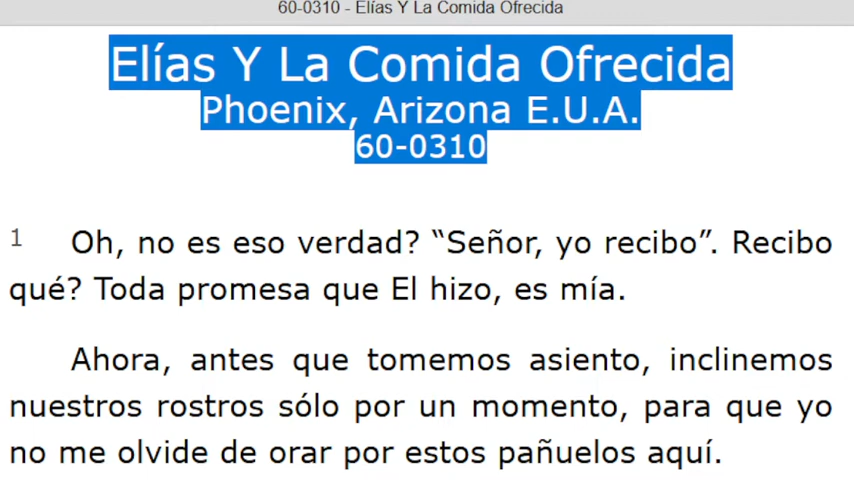 60-0310 - Elías Y La Comida Ofrecida
Elías Y La Comida Ofrecida
Phoenix, Arizona E.U.A.
60-0310
1 Oh, no es eso verdad? “Señor, yo recibo”. Recibo
qué? Toda promesa que El hizo, es mía.
Ahora, antes que tomemos asiento, inclinemos
nuestros rostros sólo por un momento, para que yo
no me olvide de orar por estos pañuelos aquí.